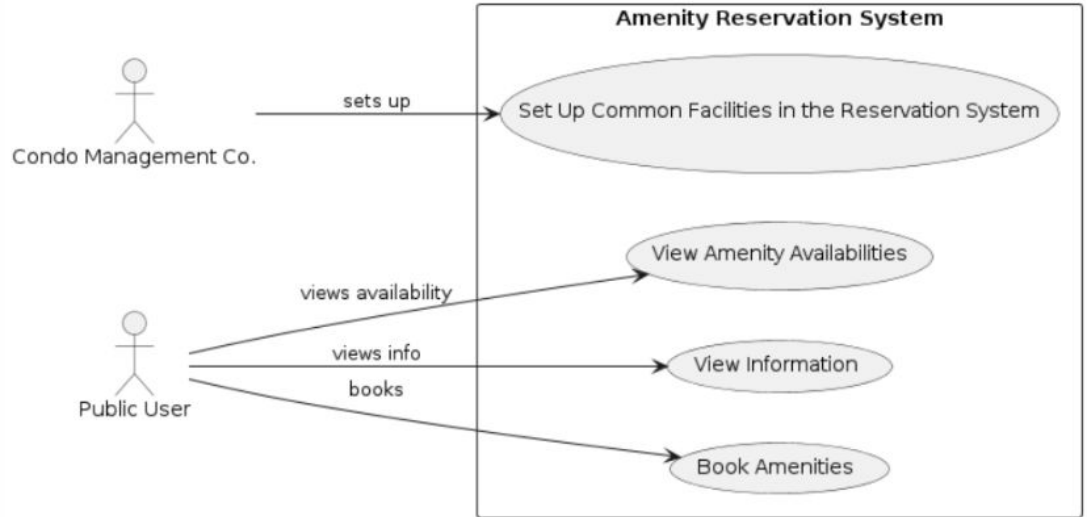 Amenity Reservation System
sets up
Set Up Common Facilities in the Reservation System
Condo Management Co.
View Amenity Availabilities
views availability
views info
View Information
books
Public User
Book Amenities